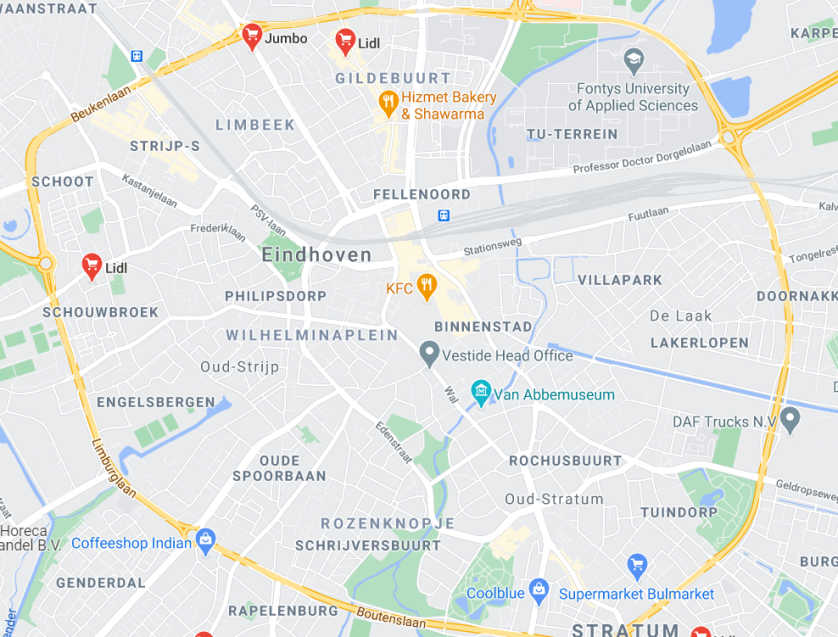 WAANSTRAAT
Jumbo
Lidl
KARPE
GILDEBUURT
Fontys University
of Applied Sciences
Beukenlaan
Hizmet Bakery
& Shawarma
LIMBEEK
TU-TERREIN
STRIJP-S
Professor Doctor Dorgelolaan
SCHOOT
Kastanjelaan
FELLENOORD
PSV-laan
Fuutlaan
Kalv
Frederiklaan
Eindhoven
Stationsweg
Tongelres
Lidl
KFC
VILLAPARK
PHILIPSDORP
DOORNAKK
SCHOUWBROEK
De Laak
BINNENSTAD
WILHELMINAPLEIN
LAKERLOPEN
Vestide Head Office
Oud-Strijp
Wal
Van Abbemuseum
ENGELSBERGEN
DAF Trucks N.V
Edenstraat
Limburglaan
OUDE
SPOORBAAN
ROCHUSBUURT
Geldropseweg
Oud-Stratum
TUINDORP
ROZENKNOPJE
Horeca
andel B.V.
Coffeeshop Indian
SCHRIJVERSBUURT
BURG
GENDERDAL
Coolblue
Supermarket Bulmarket
RAPELENBURG
Boutenslaan
STRATUM